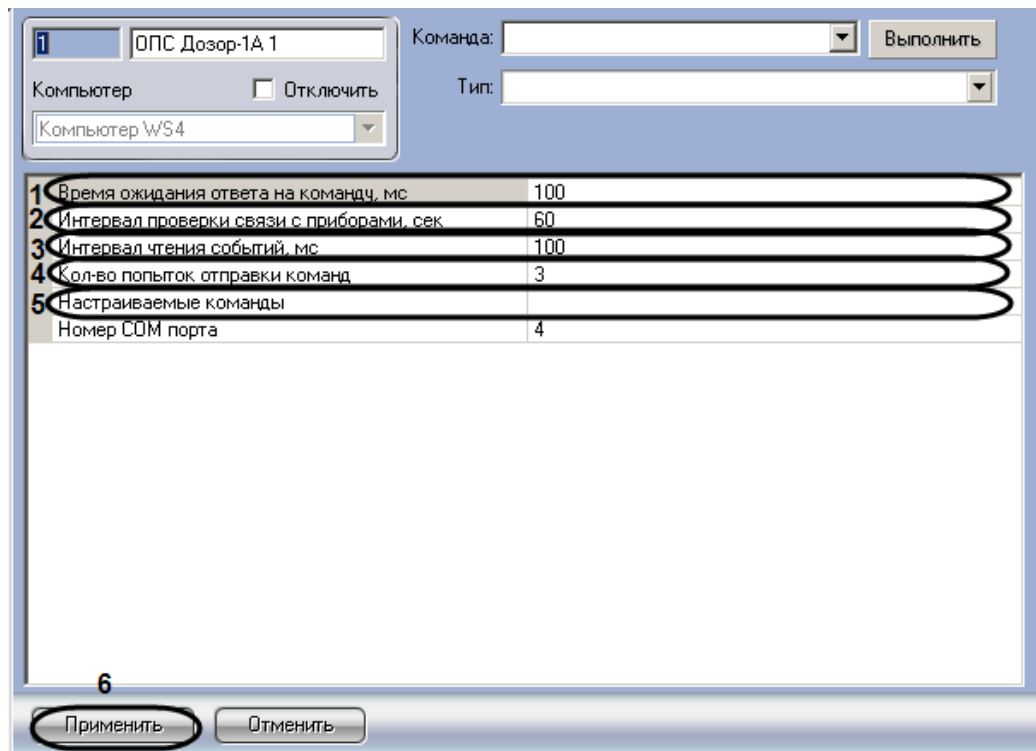 1 ОПС Дозор-1А 1
Команда: Выполнить
Компьютер Отключить
Тип:
Компьютер WS4
1 Время ожидания ответа на команду, мс 100
2 Интервал проверки связи с приборами, сек 60
3 Интервал чтения событий, мс 100
4 Кол-во попыток отправки команд 3
5 Настраиваемые команды
Номер COM порта 4
6
Применить Отменить